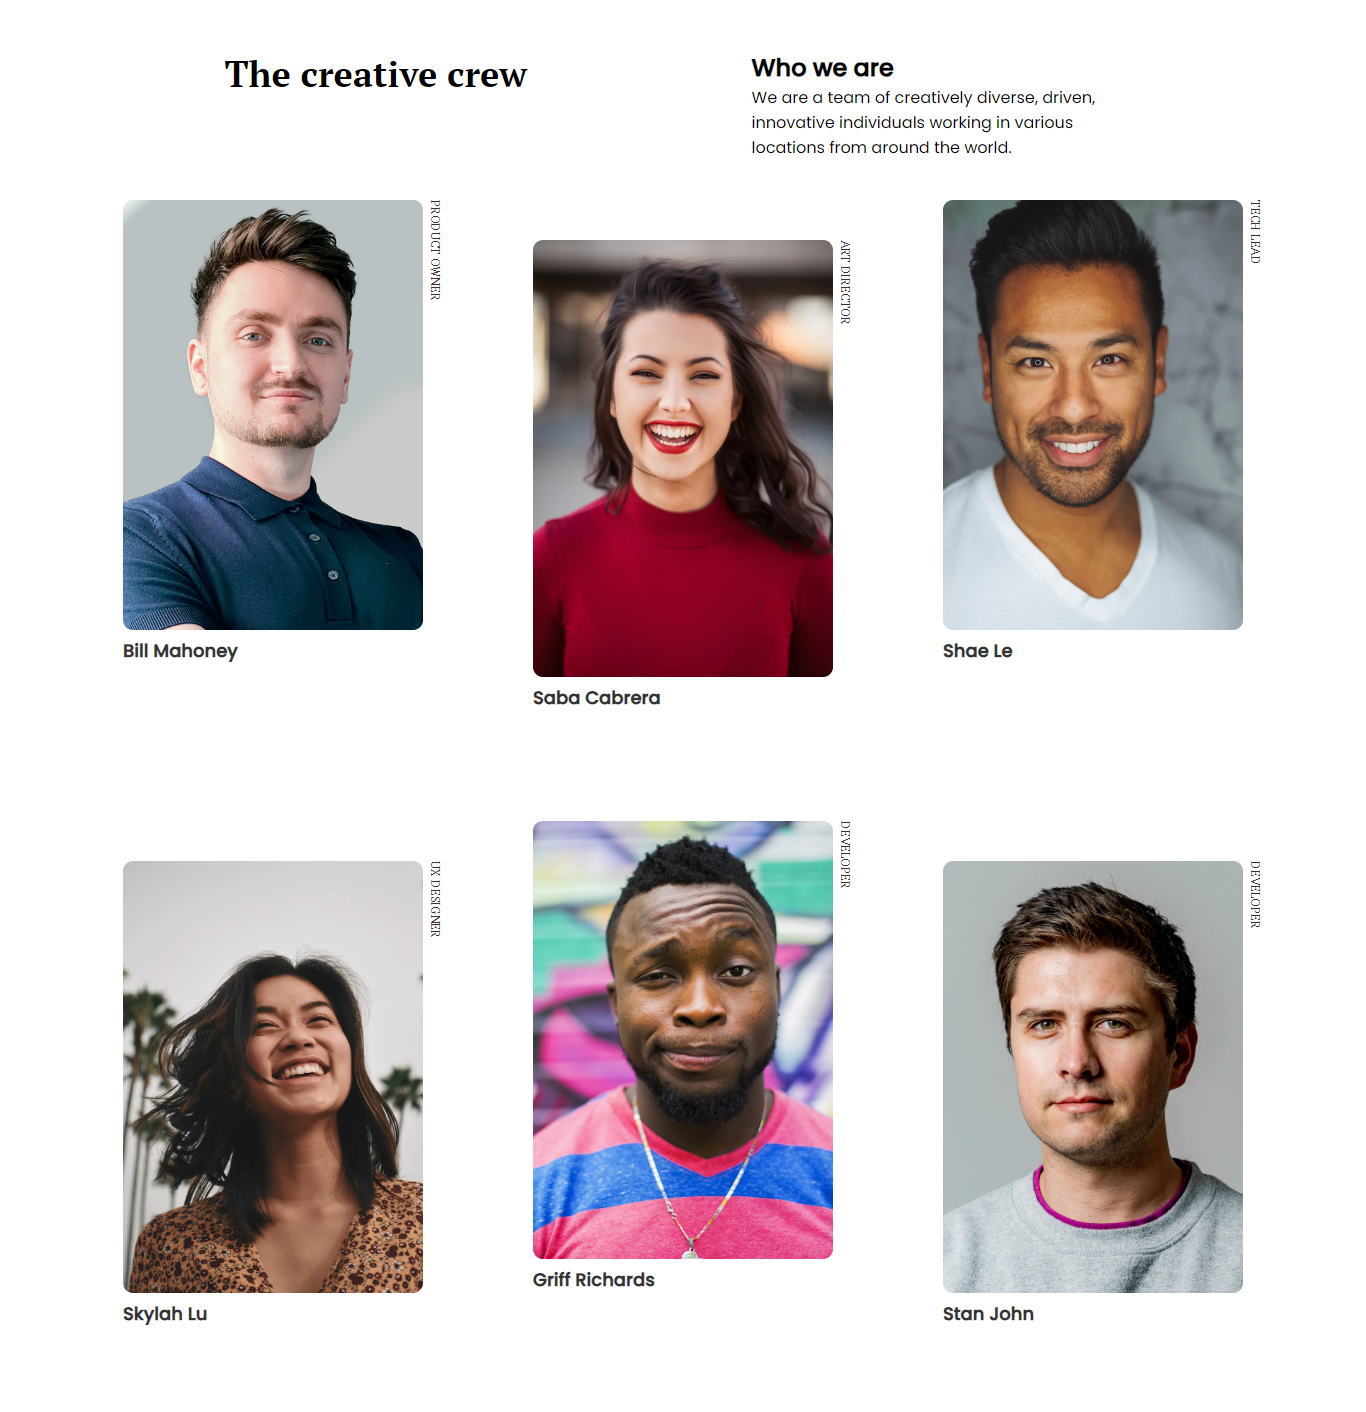 The creative crew
Who we are
We are a team of creatively diverse, driven,
innovative individuals working in various
locations from around the world.
PRODUCT OWNER
Bill Mahoney
ART DIRECTOR
Saba Cabrera
TECH LEAD
Shae Le
UX DESIGNER
Skylah Lu
DEVELOPER
Griff Richards
DEVELOPER
Stan John